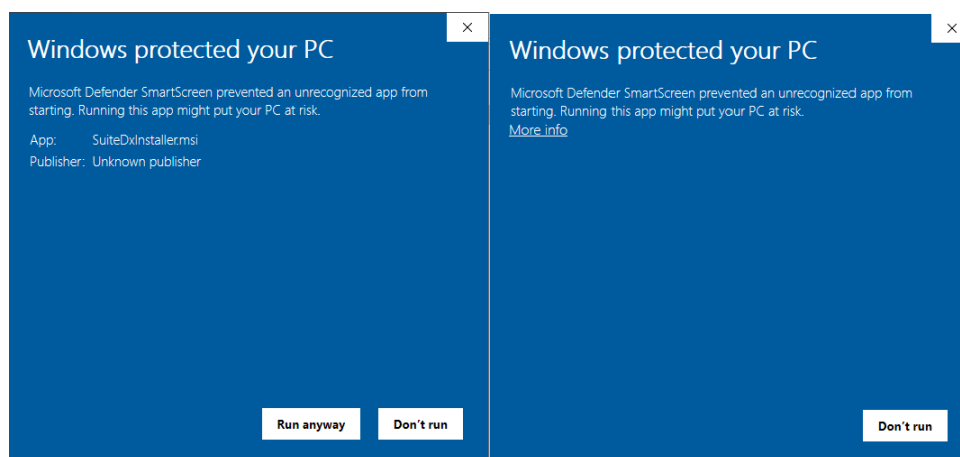 Windows protected your PC
Microsoft Defender SmartScreen prevented an unrecognized app from
starting. Running this app might put your PC at risk.
App: SuiteDxInstaller.msi
Publisher: Unknown publisher
Run anyway Don't run
Windows protected your PC
Microsoft Defender SmartScreen prevented an unrecognized app from
starting. Running this app might put your PC at risk.
More info
Don't run